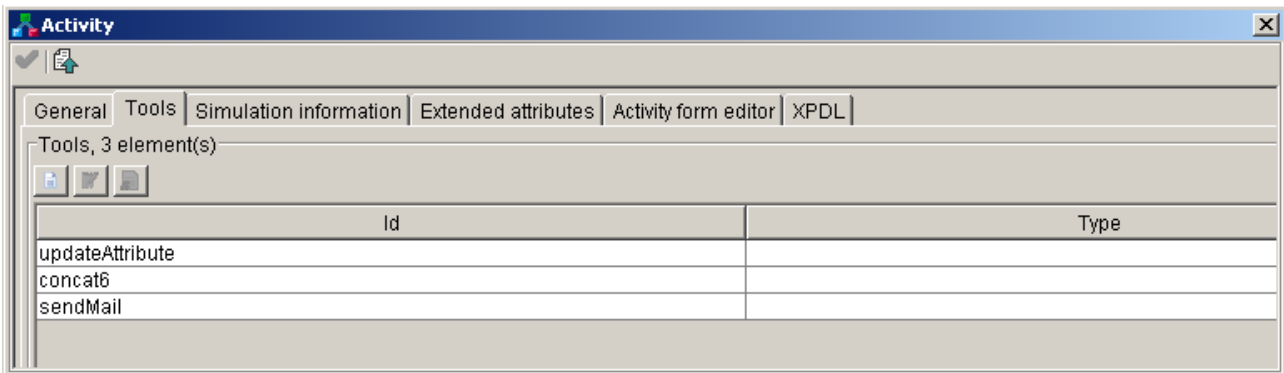 Activity
General Tools Simulation information Extended attributes Activity form editor XPDL
Tools, 3 element(s)
Id Type
updateAttribute
concat6
sendMail